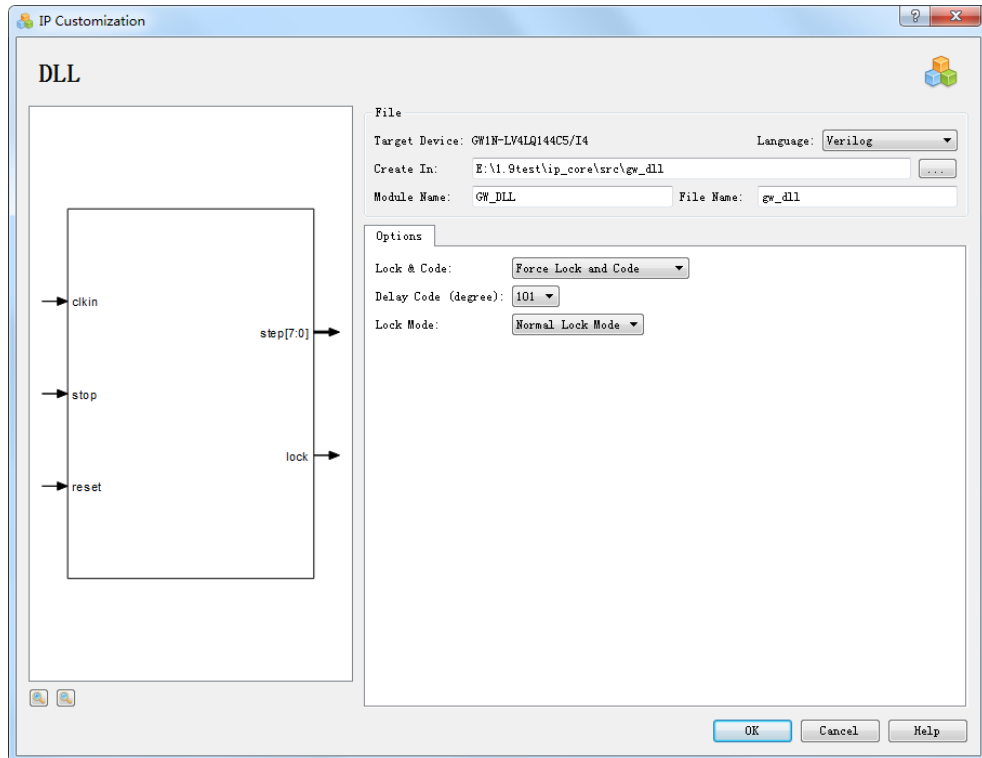 IP Customization
DLL
File
Target Device: GW1N-LV4LQ144C5/I4 Language: Verilog
Create In: E:\1.9test\ip_core\src\gw_dll ...
Module Name: GW_DLL File Name: gw_dll
Options
Lock & Code: Force Lock and Code
Delay Code (degree): 101
Lock Mode: Normal Lock Mode
clkin
step[7:0]
stop
lock
reset
OK Cancel Help